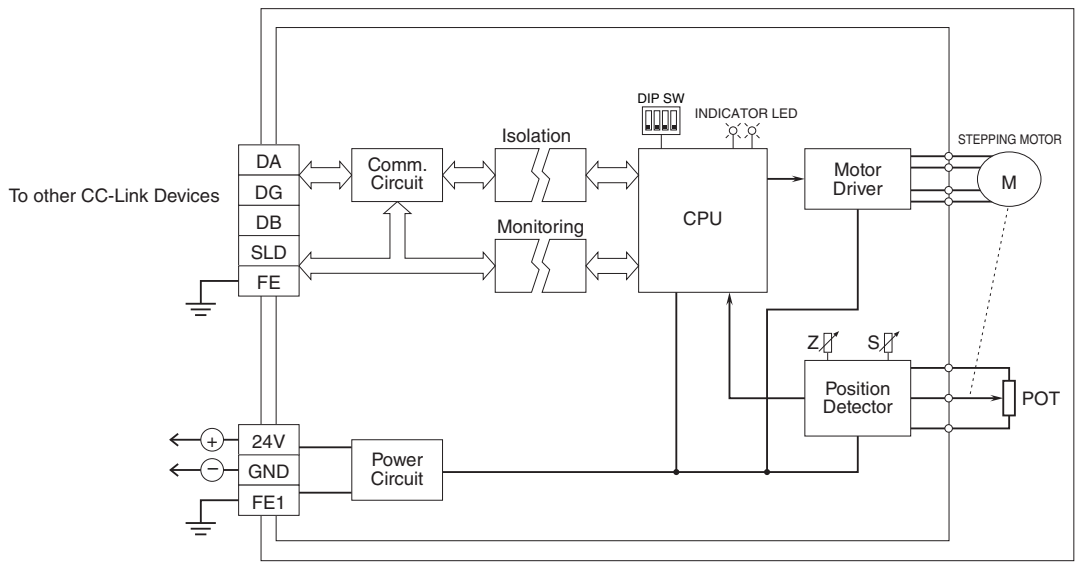 DIP SW
INDICATOR LED
Isolation
STEPPING MOTOR
DA
DG
DB
SLD
FE
To other CC-Link Devices
Comm.
Circuit
CPU
Motor
Driver
M
Monitoring
Z
S
Position
Detector
POT
+
24V
−
GND
FE1
Power
Circuit